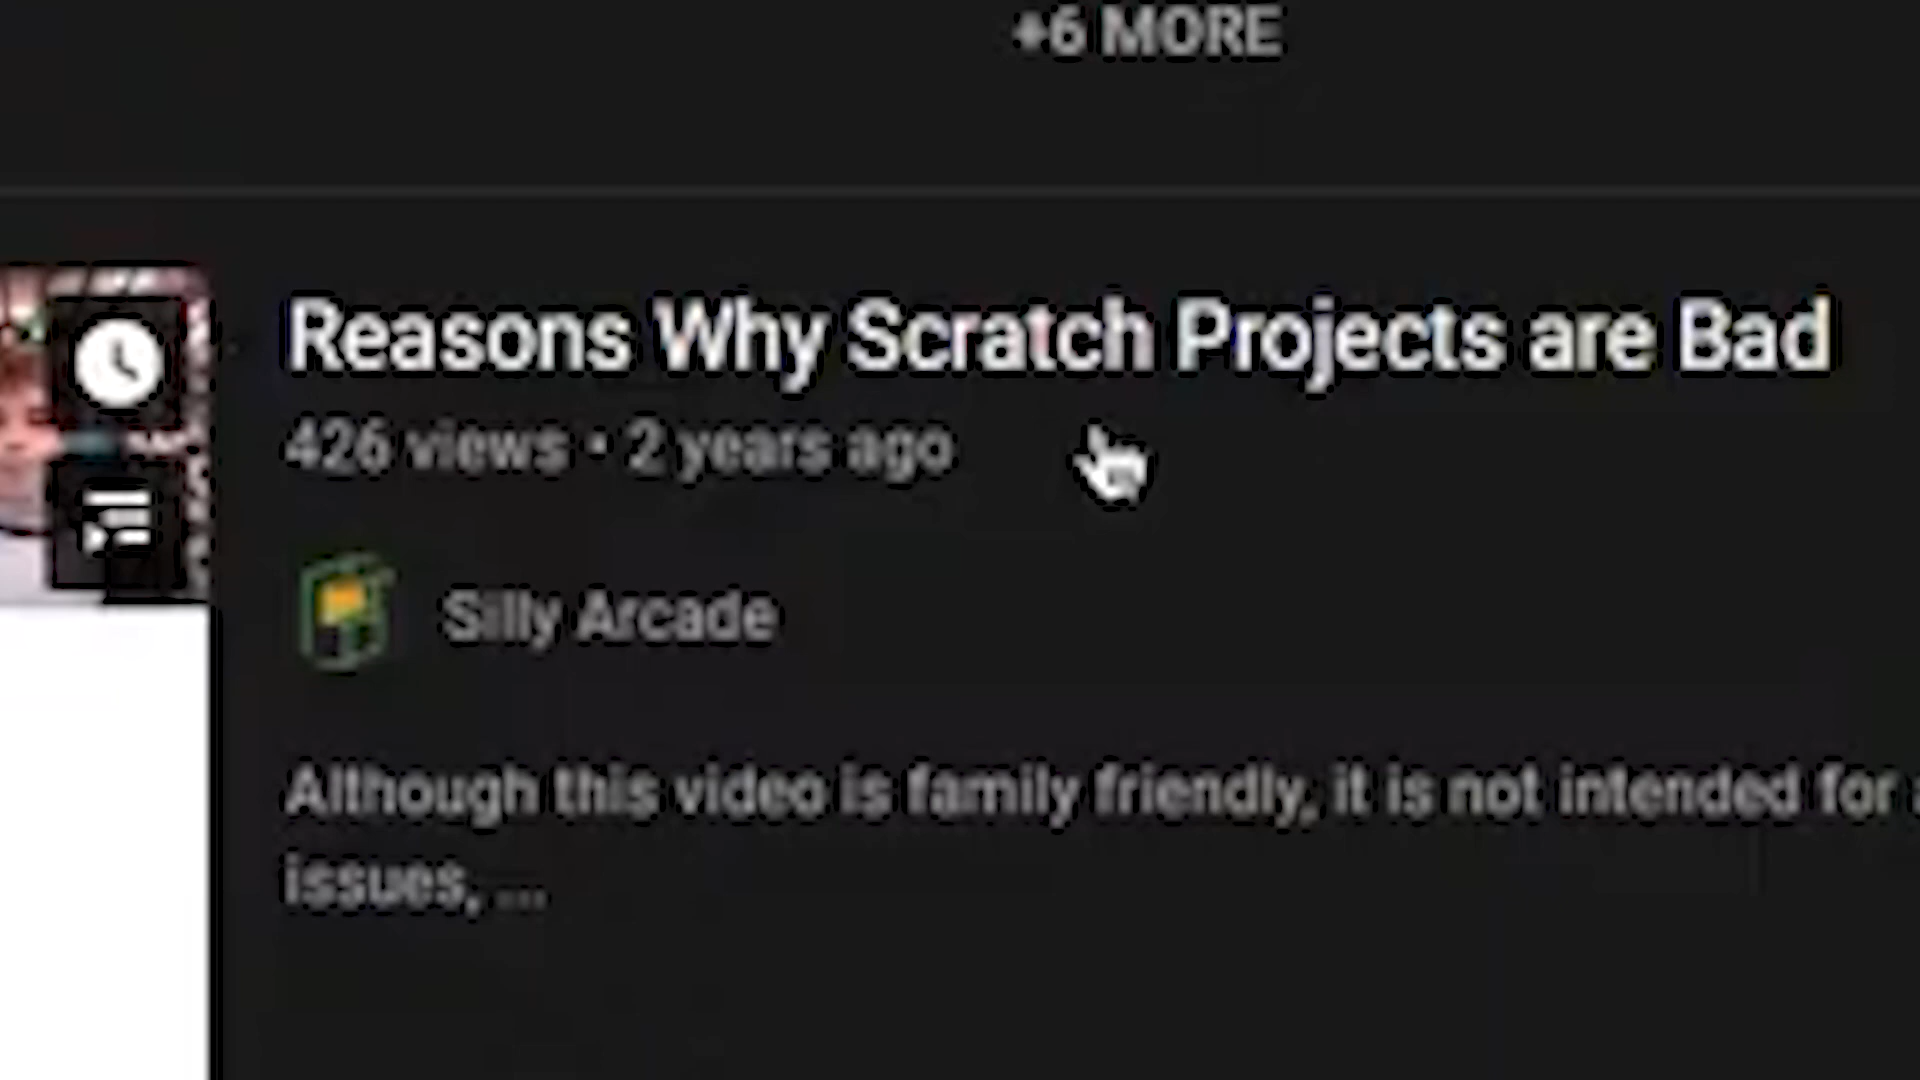 +6 MORE
Reasons Why Scratch Projects are Bad
426 views • 2 years ago
Silly Arcade
Although this video is family friendly, it is not intended for
issues, ...